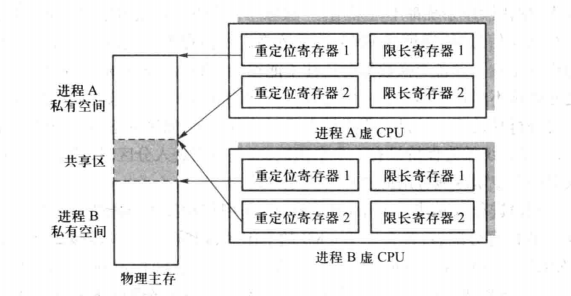 重定位寄存器 1
限长寄存器 1
重定位寄存器 2
限长寄存器 2
进程 A 虚 CPU
进程 A
私有空间
共享区
进程 B
私有空间
物理主存
重定位寄存器 1
限长寄存器 1
重定位寄存器 2
限长寄存器 2
进程 B 虚 CPU